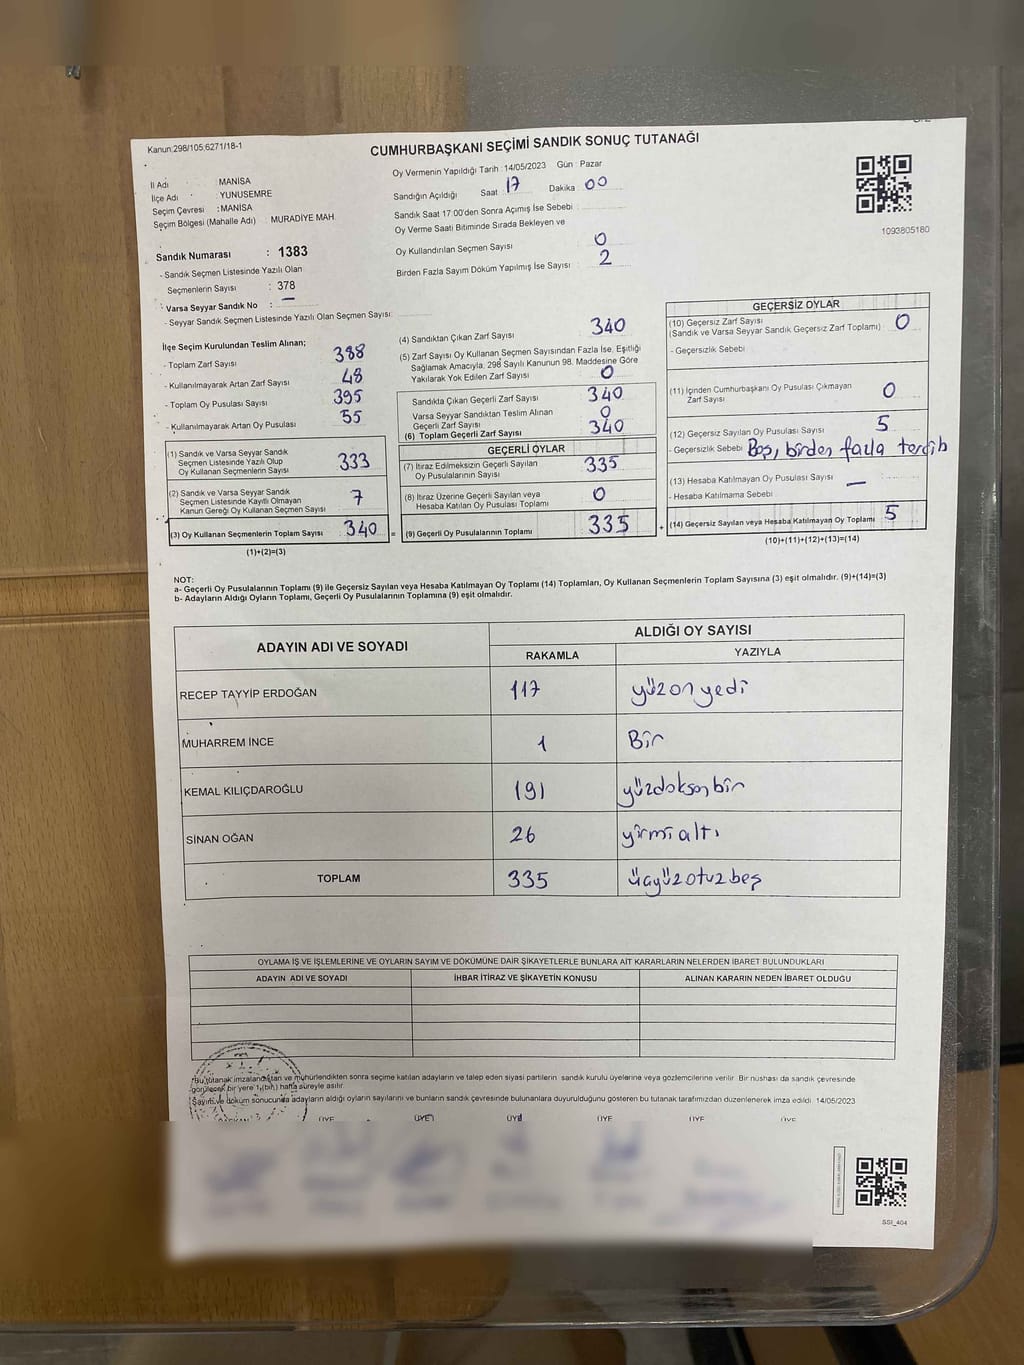 Kanun:298/105;6271/18-1
CUMHURBAŞKANI SEÇİMİ SANDIK SONUÇ TUTANAĞI
İl Adı : MANİSA
İlçe Adı : YUNUSEMRE
Seçim Çevresi : MANİSA
Seçim Bölgesi (Mahalle Adı) MURADİYE MAH.
Sandık Numarası : 1383
- Sandık Seçmen Listesinde Yazılı Olan
Seçmenlerin Sayısı : 378
Varsa Seyyar Sandık No : —
- Seyyar Sandık Seçmen Listesinde Yazılı Olan Seçmen Sayısı:
Oy Vermenin Yapıldığı Tarih : 14/05/2023 Gün : Pazar
Sandığın Açıldığı Saat 17 Dakika 00
Sandık Saat 17:00'den Sonra Açımış İse Sebebi :
Oy Verme Saati Bitiminde Sırada Bekleyen ve
Oy Kullandırılan Seçmen Sayısı 0
Birden Fazla Sayım Döküm Yapılmış İse Sayısı : 2
1093805180
İlçe Seçim Kurulundan Teslim Alınan;
- Toplam Zarf Sayısı 388
- Kullanılmayarak Artan Zarf Sayısı 48
- Toplam Oy Pusulası Sayısı 395
- Kullanılmayarak Artan Oy Pusulası 55
(1) Sandık ve Varsa Seyyar Sandık
Seçmen Listesinde Yazılı Olup
Oy Kullanan Seçmenlerin Sayısı 333
(2) Sandık ve Varsa Seyyar Sandık
Seçmen Listesinde Kayıtlı Olmayan
Kanun Gereği Oy Kullanan Seçmen Sayısı 7
(3) Oy Kullanan Seçmenlerin Toplam Sayısı 340 =
(1)+(2)=(3)
(4) Sandıktan Çıkan Zarf Sayısı 340
(5) Zarf Sayısı Oy Kullanan Seçmen Sayısından Fazla İse, Eşitliği
Sağlamak Amacıyla, 298 Sayılı Kanunun 98. Maddesine Göre
Yakılarak Yok Edilen Zarf Sayısı 0
Sandıkta Çıkan Geçerli Zarf Sayısı 340
Varsa Seyyar Sandıktan Teslim Alınan
Geçerli Zarf Sayısı 0
(6) Toplam Geçerli Zarf Sayısı 340
GEÇERLİ OYLAR
(7) İtiraz Edilmeksizin Geçerli Sayılan
Oy Pusulalarının Sayısı 335
(8) İtiraz Üzerine Geçerli Sayılan veya
Hesaba Katılan Oy Pusulası Toplamı 0
(9) Geçerli Oy Pusulalarının Toplamı 335 +
GEÇERSİZ OYLAR
(10) Geçersiz Zarf Sayısı
(Sandık ve Varsa Seyyar Sandık Geçersiz Zarf Toplamı) : 0
- Geçersizlik Sebebi :
(11) İçinden Cumhurbaşkanı Oy Pusulası Çıkmayan
Zarf Sayısı 0
(12) Geçersiz Sayılan Oy Pusulası Sayısı 5
- Geçersizlik Sebebi Boş, birden fazla tercih
(13) Hesaba Katılmayan Oy Pusulası Sayısı : —
- Hesaba Katılmama Sebebi
(14) Geçersiz Sayılan veya Hesaba Katılmayan Oy Toplamı 5
(10)+(11)+(12)+(13)=(14)
NOT:
a- Geçerli Oy Pusulalarının Toplamı (9) ile Geçersiz Sayılan veya Hesaba Katılmayan Oy Toplamı (14) Toplamları, Oy Kullanan Seçmenlerin Toplam Sayısına (3) eşit olmalıdır. (9)+(14)=(3)
b- Adayların Aldığı Oyların Toplamı, Geçerli Oy Pusulalarının Toplamına (9) eşit olmalıdır.
ADAYIN ADI VE SOYADI ALDIĞI OY SAYISI
RAKAMLA YAZIYLA
RECEP TAYYİP ERDOĞAN 117 yüzonyedi
MUHARREM İNCE 1 Bir
KEMAL KILIÇDAROĞLU 191 yüzdoksanbir
SİNAN OĞAN 26 yirmialtı
TOPLAM 335 üçyüzotuzbeş
OYLAMA İŞ VE İŞLEMLERİNE VE OYLARIN SAYIM VE DÖKÜMÜNE DAİR ŞİKAYETLERLE BUNLARA AİT KARARLARIN NELERDEN İBARET BULUNDUKLARI
ADAYIN ADI VE SOYADI İHBAR İTİRAZ VE ŞİKAYETİN KONUSU ALINAN KARARIN NEDEN İBARET OLDUĞU
*Bu tutanak imzalandıktan ve mühürlendikten sonra seçime katılan adayların ve talep eden siyasi partilerin sandık kurulu üyelerine veya gözlemcilerine verilir. Bir nüshası da sandık çevresinde
görülecek bir yere 1 (bir) hafta süreyle asılır.
Sayım ve döküm sonucunda adayların aldığı oyların sayılarını ve bunların sandık çevresinde bulunanlara duyurulduğunu gösteren bu tutanak tarafımızdan düzenlenerek imza edildi. 14/05/2023
BAŞKAN ÜYE ÜYE ÜYE ÜYE ÜYE ÜYE
SSI_404